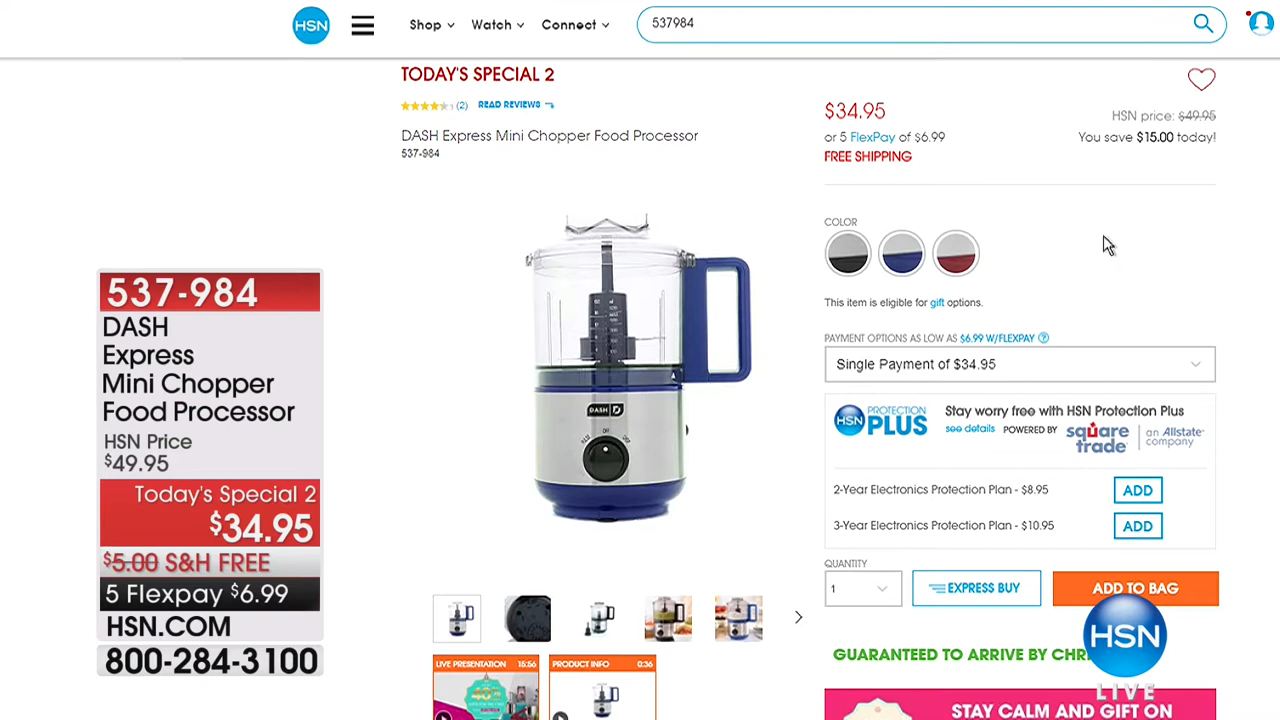 HSN
Shop
Watch
Connect
537984
TODAY'S SPECIAL 2
(2) READ REVIEWS
DASH Express Mini Chopper Food Processor
537-984
$34.95
HSN price: $49.95
or 5 FlexPay of $6.99
You save $15.00 today!
FREE SHIPPING
COLOR
This item is eligible for gift options.
PAYMENT OPTIONS AS LOW AS $6.99 W/FLEXPAY ?
Single Payment of $34.95
HSN PROTECTION PLUS
Stay worry free with HSN Protection Plus
see details POWERED BY
square trade
an Allstate company
2-Year Electronics Protection Plan - $8.95
ADD
3-Year Electronics Protection Plan - $10.95
ADD
QUANTITY
1
EXPRESS BUY
ADD TO BAG
GUARANTEED TO ARRIVE BY CHR
STAY CALM AND GIFT ON
DASH
OFF
LIVE PRESENTATION 15:56
PRODUCT INFO 0:36
537-984
DASH
Express
Mini Chopper
Food Processor
HSN Price
$49.95
Today's Special 2
$34.95
$5.00 S&H FREE
5 Flexpay $6.99
HSN.COM
800-284-3100
HSN
LIVE